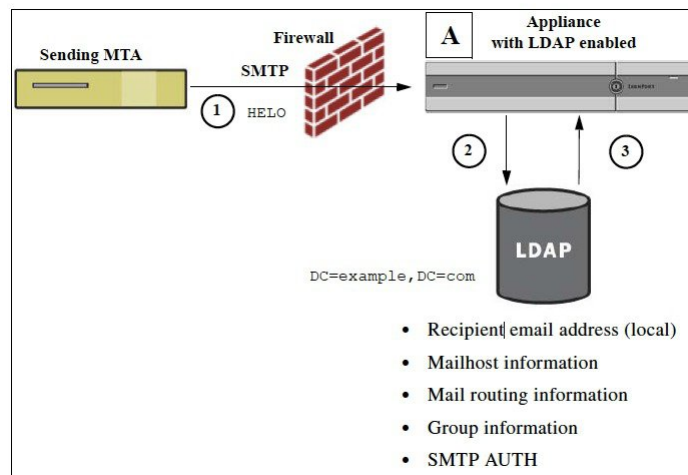 Appliance
with LDAP enabled
A
Firewall
Sending MTA
SMTP
1
HELO
2
3
LDAP
DC=example,DC=com
• Recipient email address (local)
• Mailhost information
• Mail routing information
• Group information
• SMTP AUTH